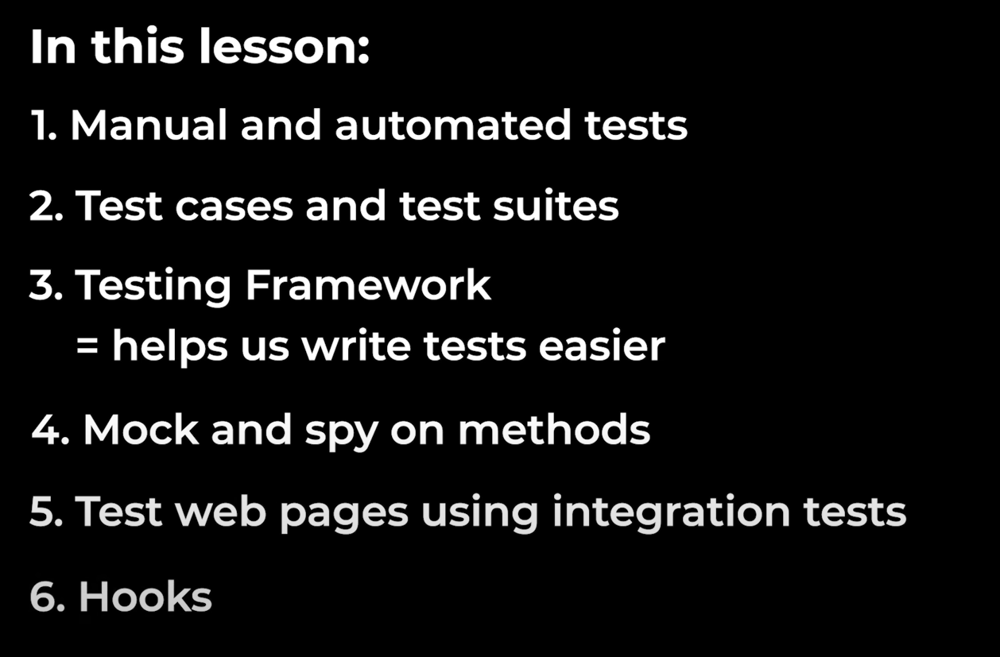 In this lesson:
1. Manual and automated tests
2. Test cases and test suites
3. Testing Framework
= helps us write tests easier
4. Mock and spy on methods
5. Test web pages using integration tests
6. Hooks